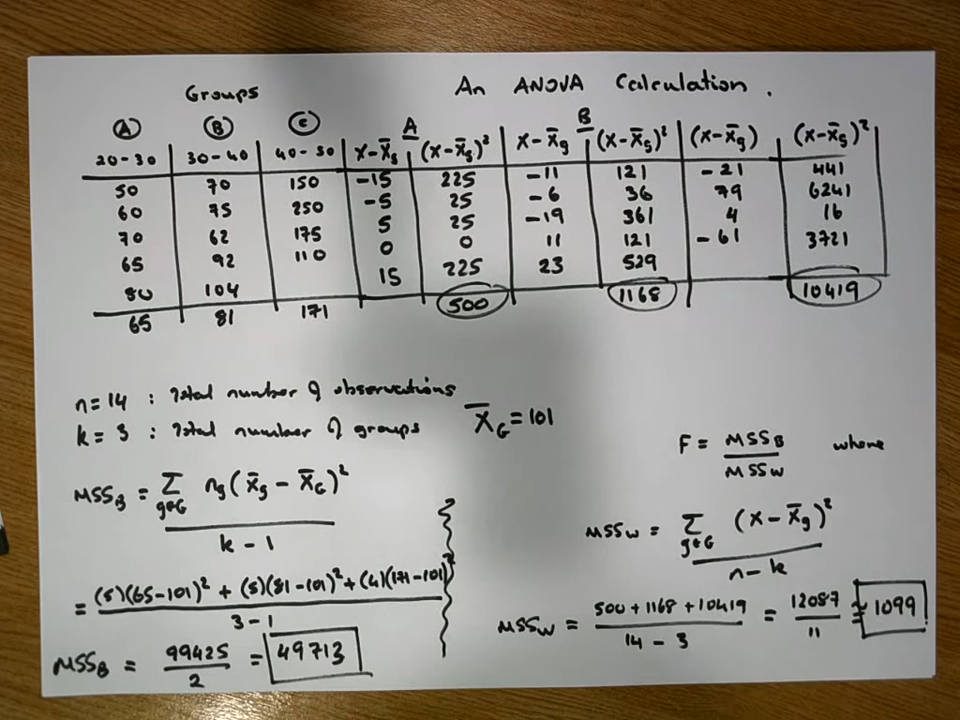 Groups An ANOVA Calculation.
Ⓐ Ⓑ Ⓒ A B
20-30 30-40 40-50 x-x̄g (x-x̄g)² x-x̄g (x-x̄g)² (x-x̄g) (x-x̄g)²
50 70 150 -15 225 -11 121 -21 441
60 75 250 -5 25 -6 36 79 6241
70 62 175 5 25 -19 361 4 16
65 92 110 0 0 11 121 -61 3721
80 104 15 225 23 529
65 81 171 500 1168 10419
n=14 : Total number of observations
k=3 : Total number of groups X̄G=101
F = MSSB / MSSW where
MSSB = Σg∈G ng(x̄g - X̄G)² / k-1
MSSW = Σg∈G (x-x̄g)² / n-k
= (5)(65-101)² + (5)(81-101)² + (4)(171-101)² / 3-1
MSSB = 99425 / 2 = 49713
MSSW = 500+1168+10419 / 14-3 = 12087 / 11 ≈ 1099